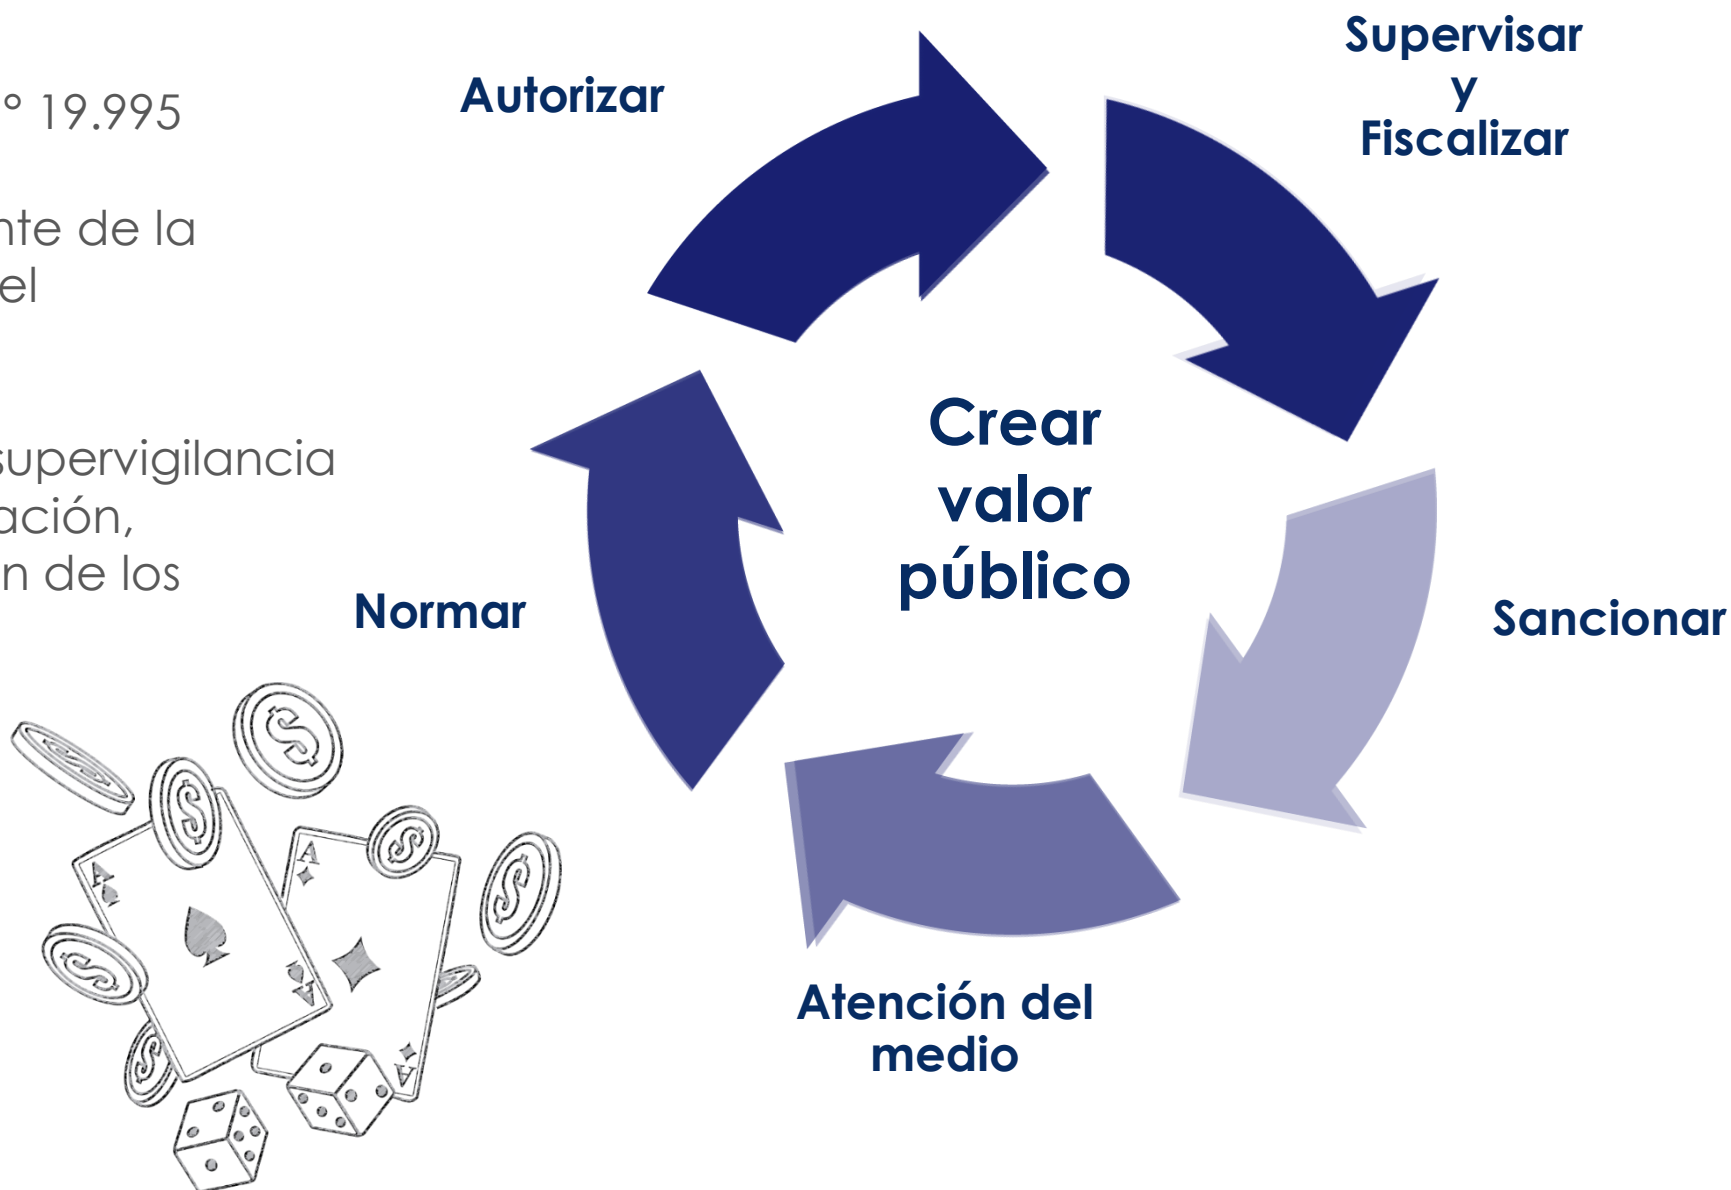 ° 19.995
nte de la
el
supervigilancia
ación,
n de los
Autorizar
Supervisar
y
Fiscalizar
Sancionar
Atención del
medio
Normar
Crear
valor
público
A
A
A
A